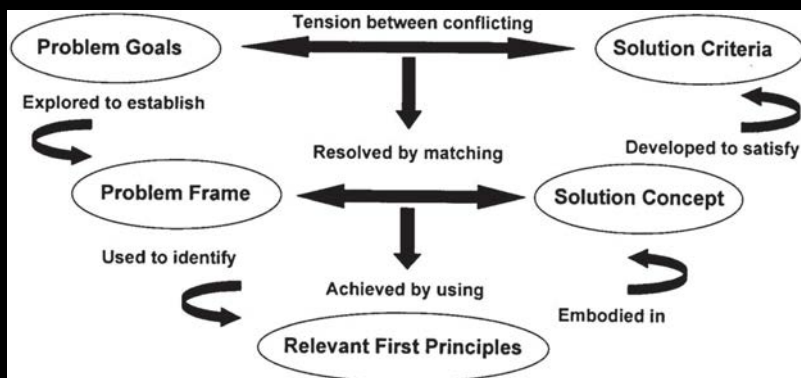 Tension between conflicting
Problem Goals
Solution Criteria
Explored to establish
Resolved by matching
Developed to satisfy
Problem Frame
Solution Concept
Used to identify
Achieved by using
Embodied in
Relevant First Principles